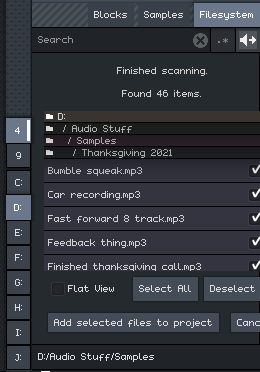 Blocks Samples Filesystem
Search .*
Finished scanning.
Found 46 items.
D:
/ Audio Stuff
/ Samples
/ Thanksgiving 2021
Bumble squeak.mp3
Car recording.mp3
Fast forward 8 track.mp3
Feedback thing.mp3
Finished thanksgiving call.mp3
4
9
C:
D:
E:
F:
G:
H:
I:
J:
Flat View Select All Deselect
Add selected files to project Canc
D:/Audio Stuff/Samples